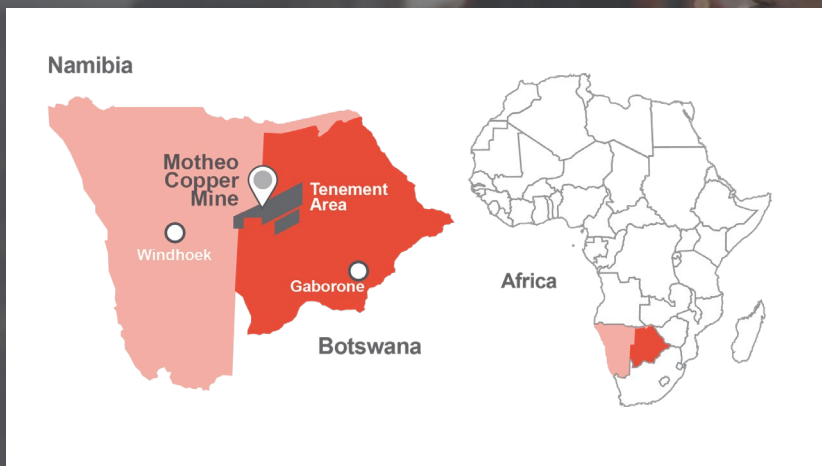 Namibia
Motheo
Copper
Mine
Tenement
Area
Windhoek
Gaborone
Botswana
Africa